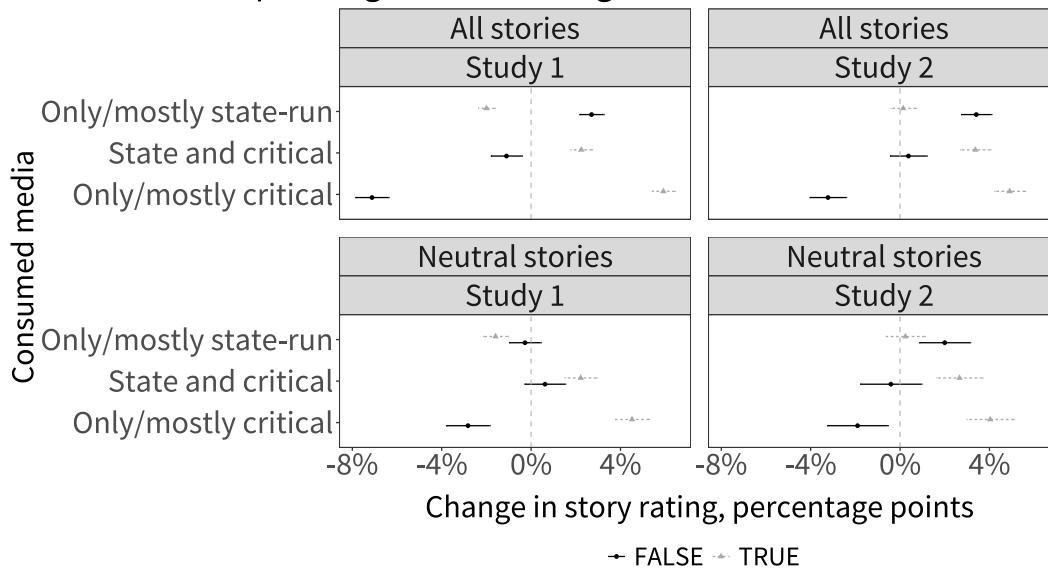 All stories
All stories
Study 1
Study 2
Only/mostly state-run
State and critical
Only/mostly critical
Neutral stories
Neutral stories
Study 1
Study 2
Only/mostly state-run
State and critical
Only/mostly critical
Consumed media
-8%
-4%
0%
4%
-8%
-4%
0%
4%
Change in story rating, percentage points
FALSE
TRUE